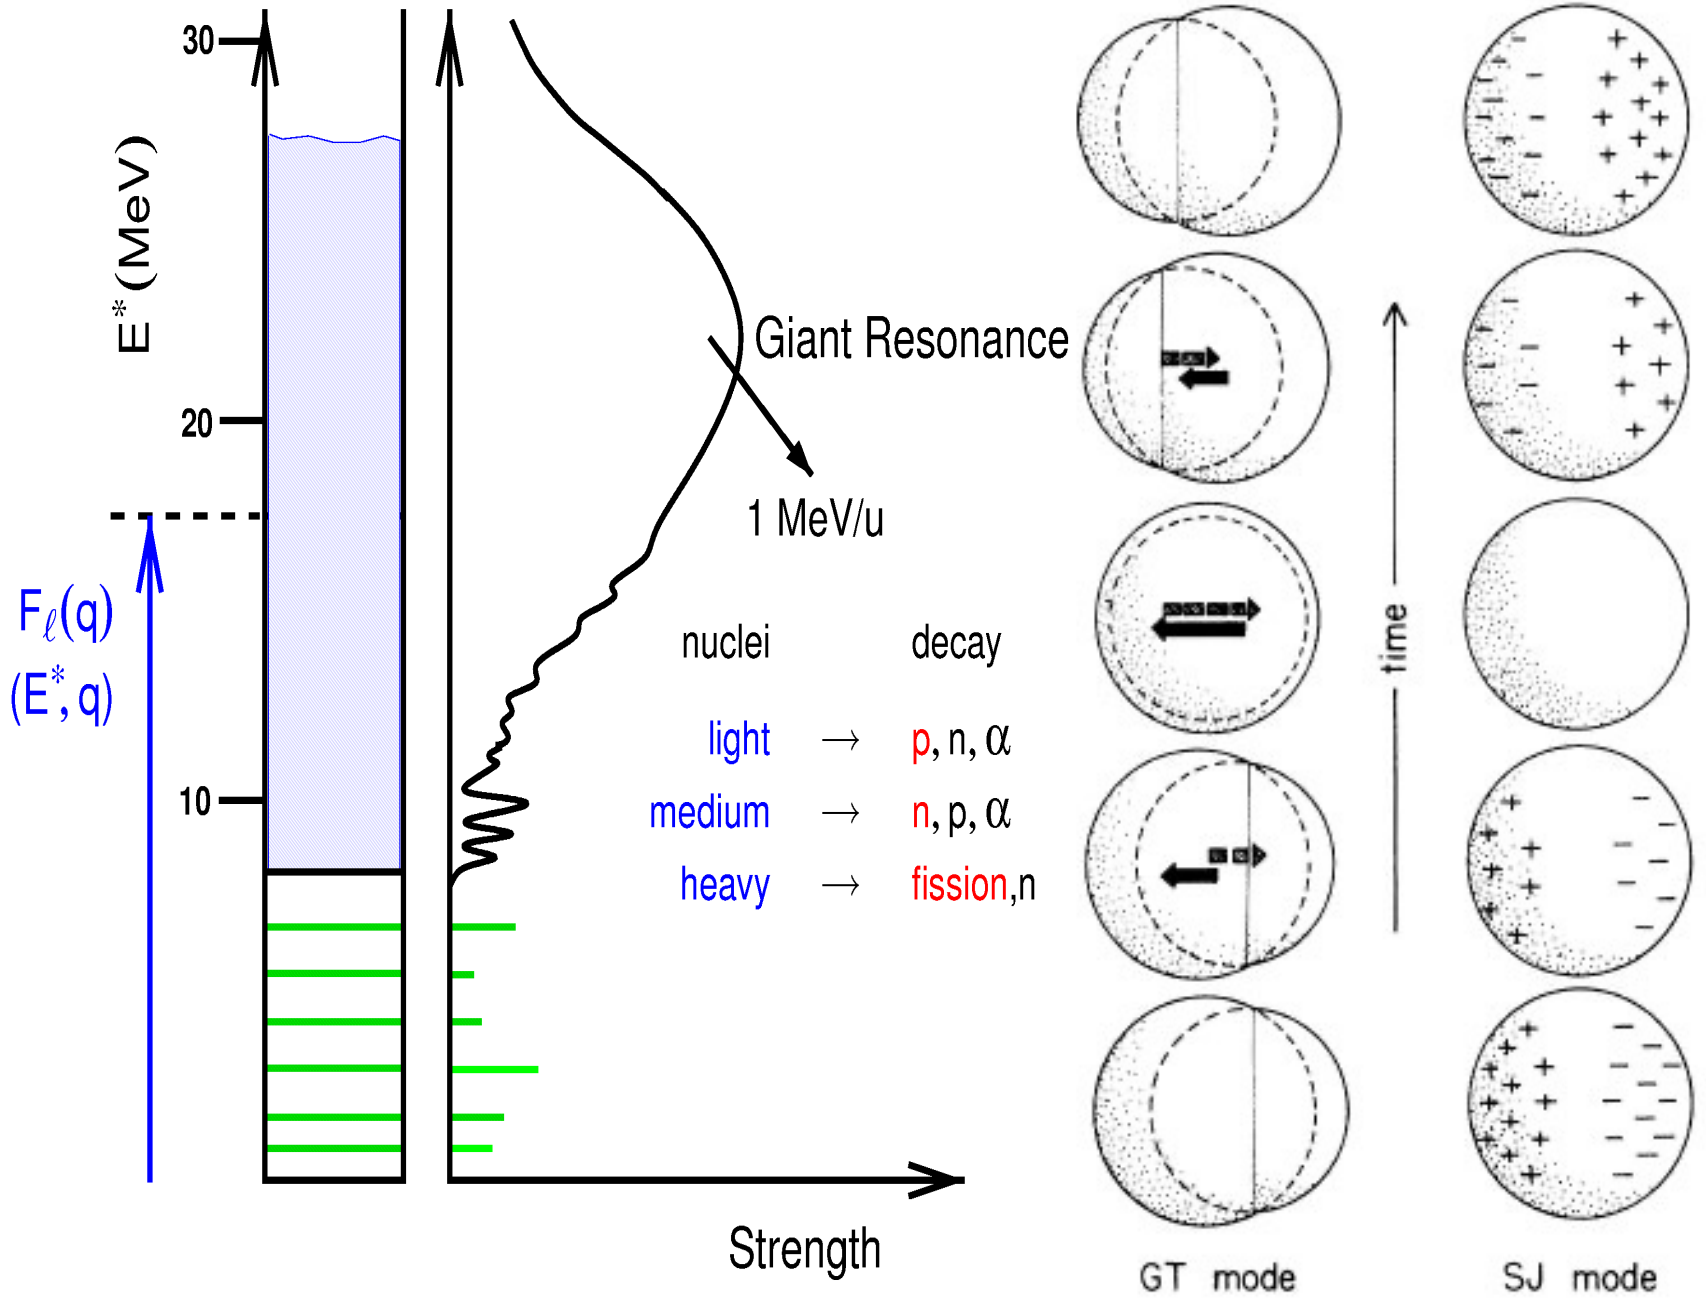 30
E*(MeV)
Giant Resonance
20
1 MeV/u
Fℓ(q)
(E*,q)
time
nuclei decay
light → p, n, α
10
medium → n, p, α
heavy → fission,n
Strength
GT mode
SJ mode